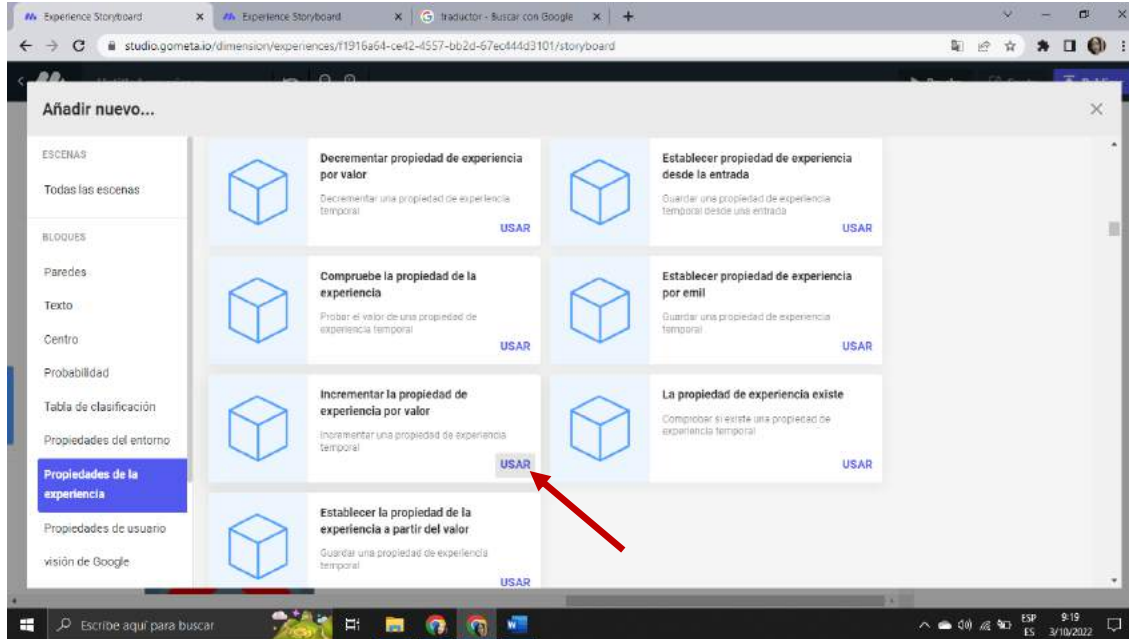 Experience Storyboard
Experience Storyboard
traductor - Buscar con Google
studio.gometa.io/dimension/experiences/f1916a64-ce42-4557-bb2d-67ec444d3101/storyboard
Añadir nuevo...
ESCENAS
Todas las escenas
BLOQUES
Paredes
Texto
Centro
Probabilidad
Tabla de clasificación
Propiedades del entorno
Propiedades de la
experiencia
Propiedades de usuario
visión de Google
Decrementar propiedad de experiencia
por valor
Decrementar una propiedad de experiencia
temporal
USAR
Establecer propiedad de experiencia
desde la entrada
Guardar una propiedad de experiencia
temporal desde una entrada
USAR
Compruebe la propiedad de la
experiencia
Probar el valor de una propiedad de
experiencia temporal
USAR
Establecer propiedad de experiencia
por emil
Guardar una propiedad de experiencia
temporal
USAR
Incrementar la propiedad de
experiencia por valor
Incrementar una propiedad de experiencia
temporal
USAR
La propiedad de experiencia existe
Comprobar si existe una propiedad de
experiencia temporal
USAR
Establecer la propiedad de la
experiencia a partir del valor
Guardar una propiedad de experiencia
temporal
USAR
Escribe aquí para buscar
ESP
ES
9:19
3/10/2022